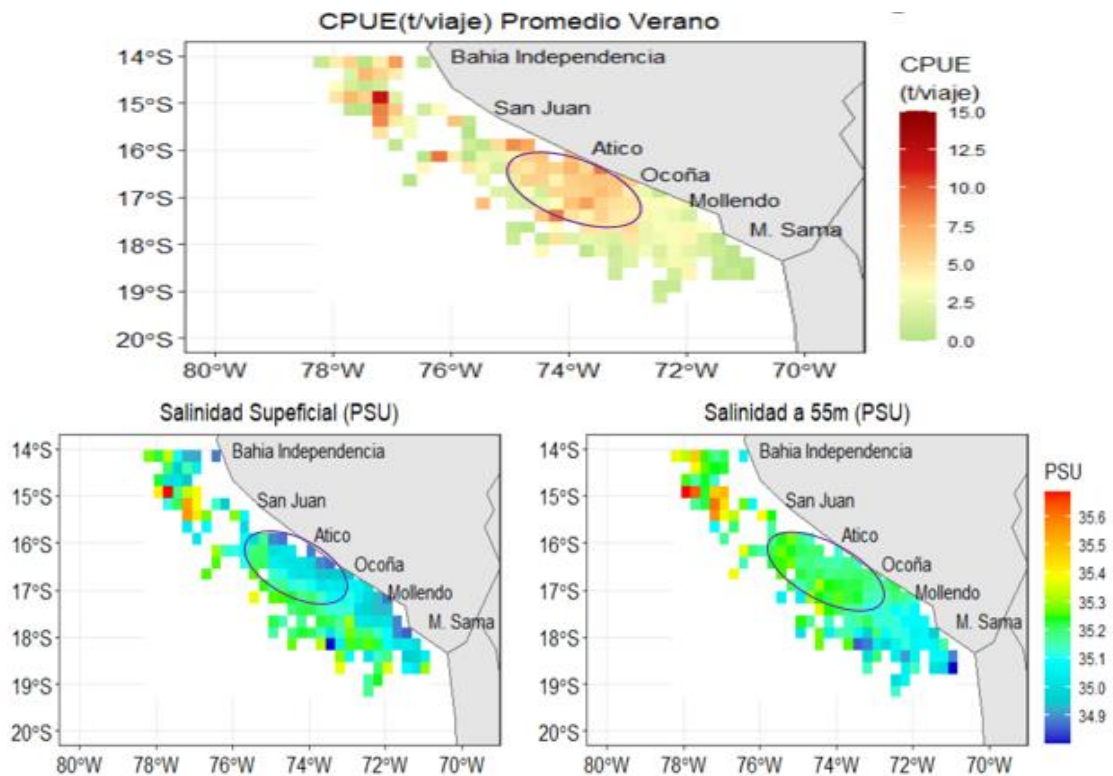 CPUE(t/viaje) Promedio Verano
14°S
15°S
16°S
17°S
18°S
19°S
20°S
80°W
78°W
76°W
74°W
72°W
70°W
Bahia Independencia
San Juan
Atico
Ocoña
Mollendo
M. Sama
CPUE
(t/viaje)
15.0
12.5
10.0
7.5
5.0
2.5
0.0
Salinidad Supeficial (PSU)
14°S
15°S
16°S
17°S
18°S
19°S
20°S
80°W
78°W
76°W
74°W
72°W
70°W
Bahia Independencia
San Juan
Atico
Ocoña
Mollendo
M. Sama
Salinidad a 55m (PSU)
14°S
15°S
16°S
17°S
18°S
19°S
20°S
80°W
78°W
76°W
74°W
72°W
70°W
Bahia Independencia
San Juan
Atico
Ocoña
Mollendo
M. Sama
PSU
35.6
35.5
35.4
35.3
35.2
35.1
35.0
34.9